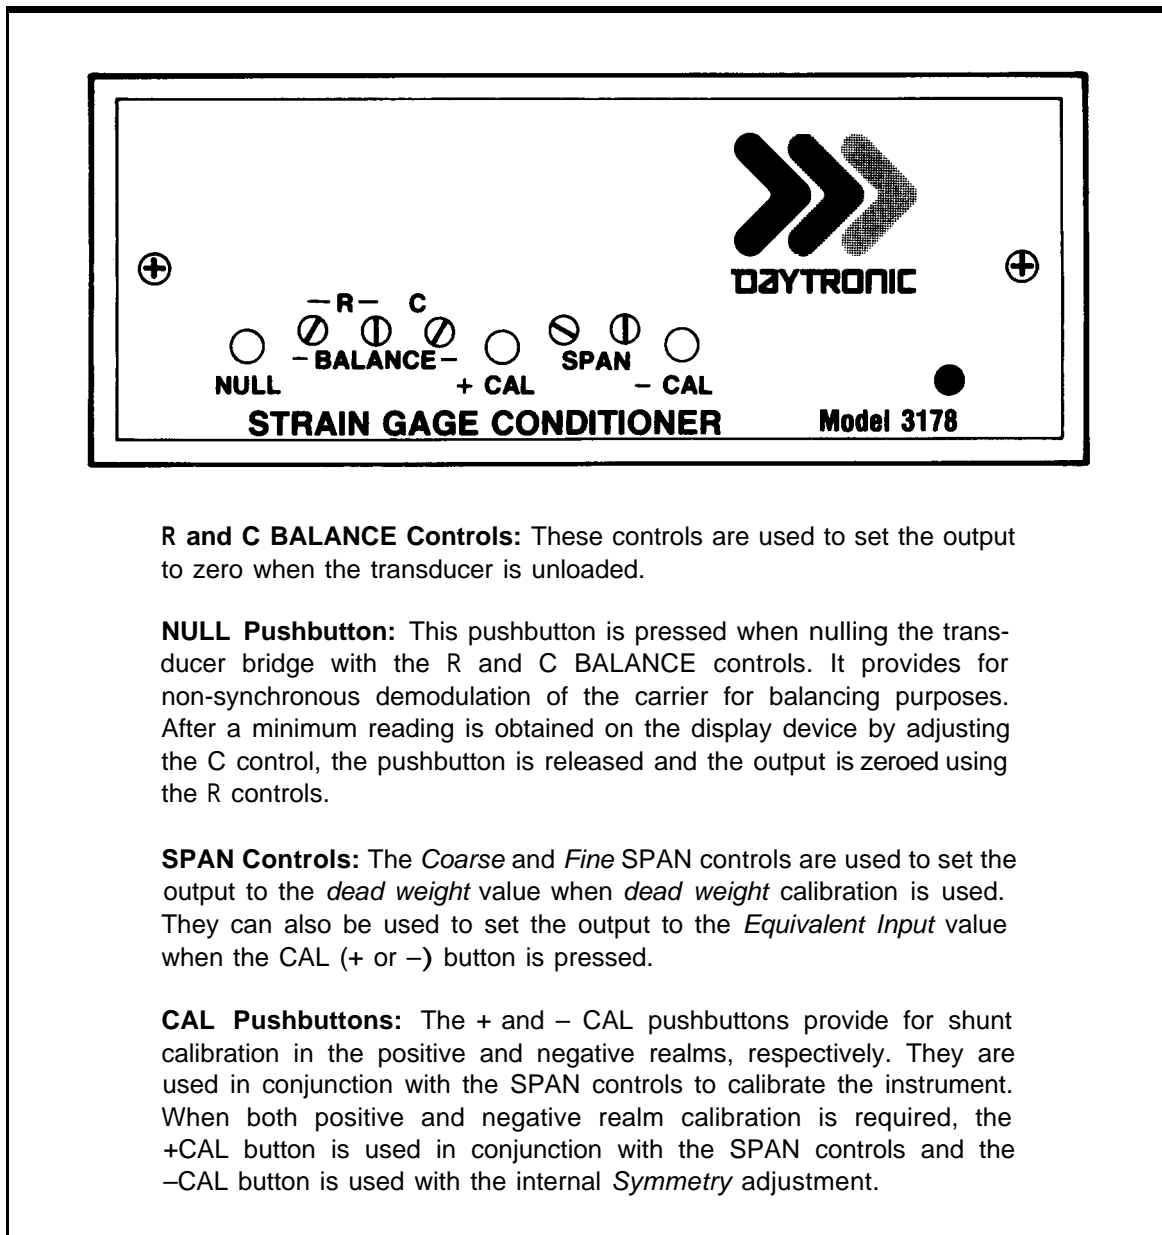 DAYTRONIC
– R – C
– BALANCE –
SPAN
NULL
+ CAL
– CAL
STRAIN GAGE CONDITIONER
Model 3178
R and C BALANCE Controls: These controls are used to set the output
to zero when the transducer is unloaded.
NULL Pushbutton: This pushbutton is pressed when nulling the trans-
ducer bridge with the R and C BALANCE controls. It provides for
non-synchronous demodulation of the carrier for balancing purposes.
After a minimum reading is obtained on the display device by adjusting
the C control, the pushbutton is released and the output is zeroed using
the R controls.
SPAN Controls: The Coarse and Fine SPAN controls are used to set the
output to the dead weight value when dead weight calibration is used.
They can also be used to set the output to the Equivalent Input value
when the CAL (+ or –) button is pressed.
CAL Pushbuttons: The + and – CAL pushbuttons provide for shunt
calibration in the positive and negative realms, respectively. They are
used in conjunction with the SPAN controls to calibrate the instrument.
When both positive and negative realm calibration is required, the
+CAL button is used in conjunction with the SPAN controls and the
–CAL button is used with the internal Symmetry adjustment.